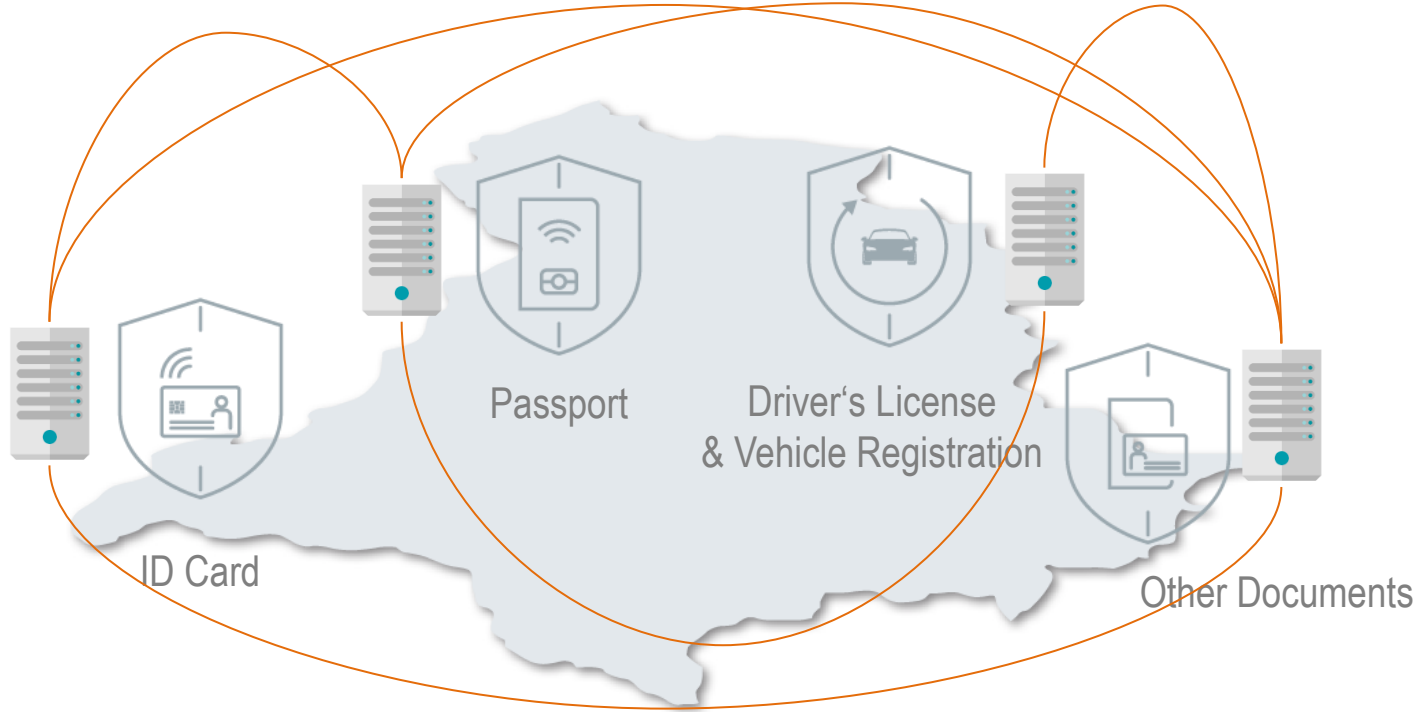 Passport
Driver‘s License
& Vehicle Registration
ID Card
Other Documents